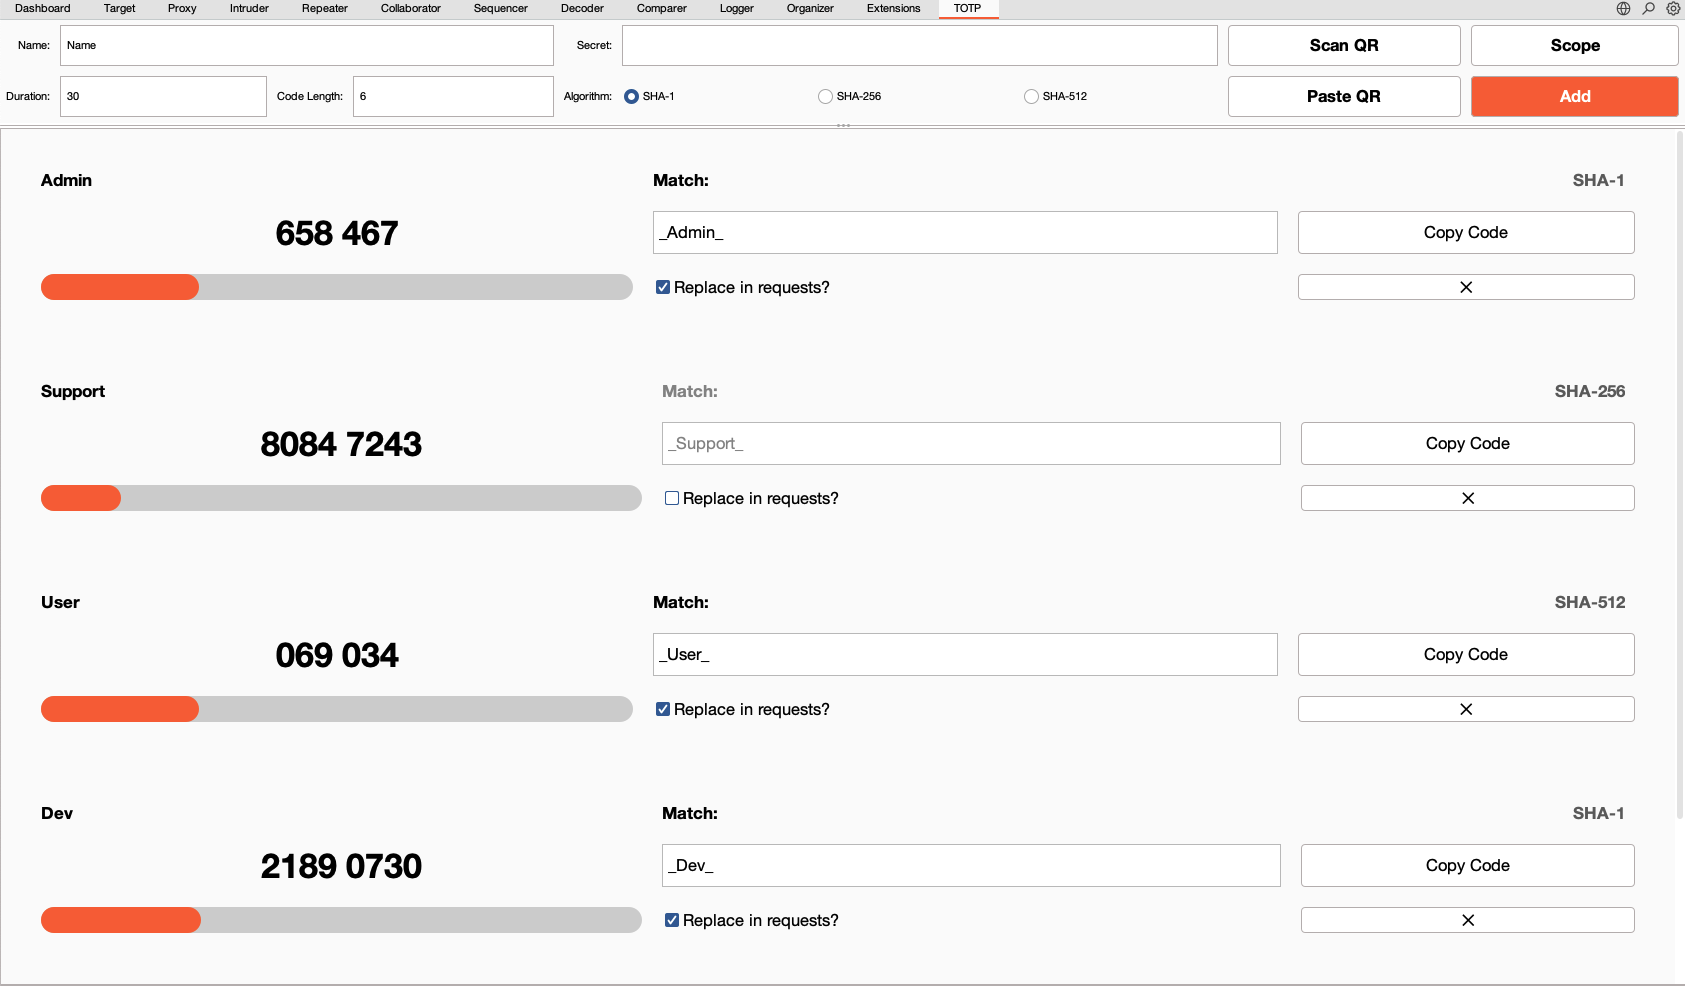 Dashboard Target Proxy Intruder Repeater Collaborator Sequencer Decoder Comparer Logger Organizer Extensions TOTP
Name: Name Secret: Scan QR Scope
Duration: 30 Code Length: 6 Algorithm: SHA-1 SHA-256 SHA-512 Paste QR Add
Admin Match: SHA-1
658 467 _Admin_ Copy Code
Replace in requests?
Support Match: SHA-256
8084 7243 _Support_ Copy Code
Replace in requests?
User Match: SHA-512
069 034 _User_ Copy Code
Replace in requests?
Dev Match: SHA-1
2189 0730 _Dev_ Copy Code
Replace in requests?